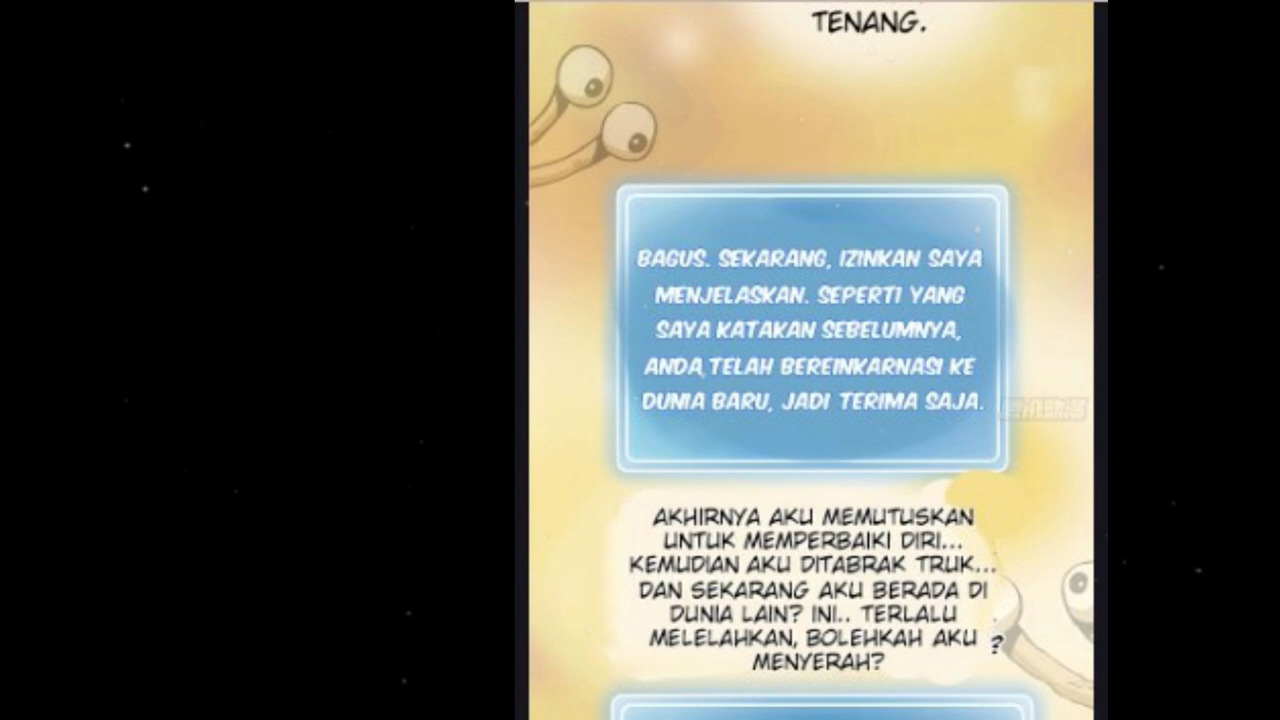 TENANG.
BAGUS. SEKARANG, IZINKAN SAYA
MENJELASKAN. SEPERTI YANG
SAYA KATAKAN SEBELUMNYA,
ANDA TELAH BEREINKARNASI KE
DUNIA BARU, JADI TERIMA SAJA.
AKHIRNYA AKU MEMUTUSKAN
UNTUK MEMPERBAIKI DIRI...
KEMUDIAN AKU DITABRAK TRUK...
DAN SEKARANG AKU BERADA DI
DUNIA LAIN? INI.. TERLALU
MELELAHKAN, BOLEHKAH AKU ?
MENYERAH?